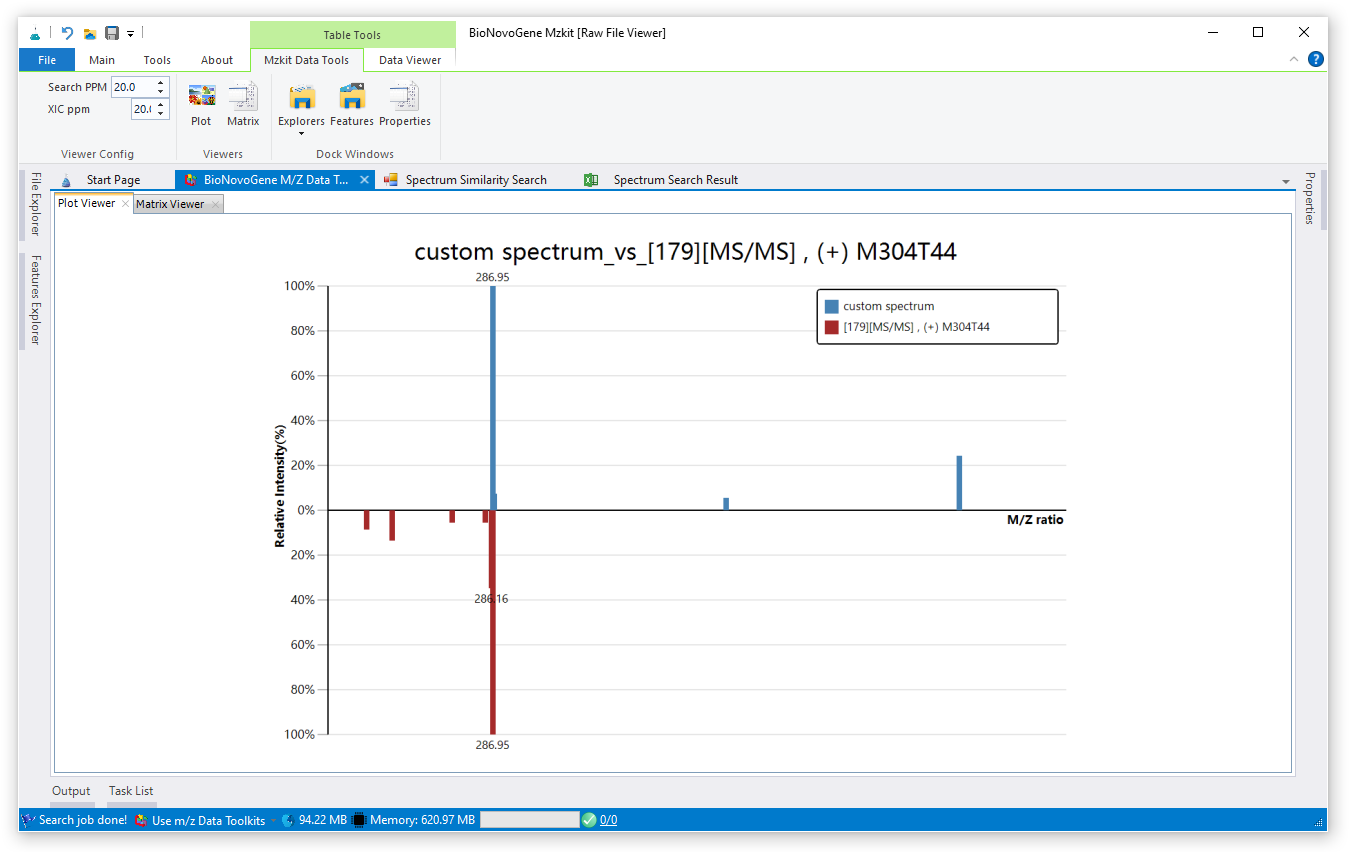 Table Tools
BioNovoGene Mzkit [Raw File Viewer]
File
Main
Tools
About
Mzkit Data Tools
Data Viewer
?
Search PPM
20.0
XIC ppm
Plot
Matrix
Explorers
Features
Properties
Viewer Config
Viewers
Dock Windows
File Explorer
Features Explorer
Start Page
BioNovoGene M/Z Data T...
Spectrum Similarity Search
Spectrum Search Result
Properties
Plot Viewer
Matrix Viewer
custom spectrum_vs_[179][MS/MS] , (+) M304T44
286.95
custom spectrum
[179][MS/MS] , (+) M304T44
100%
80%
60%
40%
20%
0%
20%
40%
60%
80%
100%
Relative Intensity(%)
M/Z ratio
286.16
286.95
Output
Task List
Search job done!
Use m/z Data Toolkits
94.22 MB
Memory: 620.97 MB
0/0